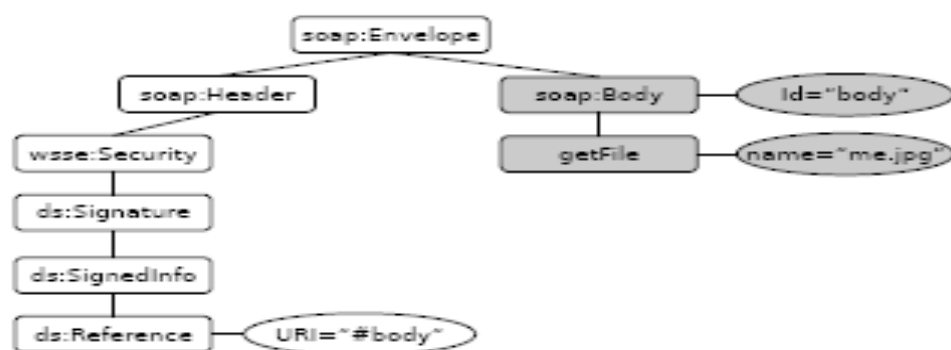 soap:Envelope
soap:Header
soap:Body
Id="body"
wsse:Security
getFile
name="me.jpg"
ds:Signature
ds:SignedInfo
ds:Reference
URI="#body"